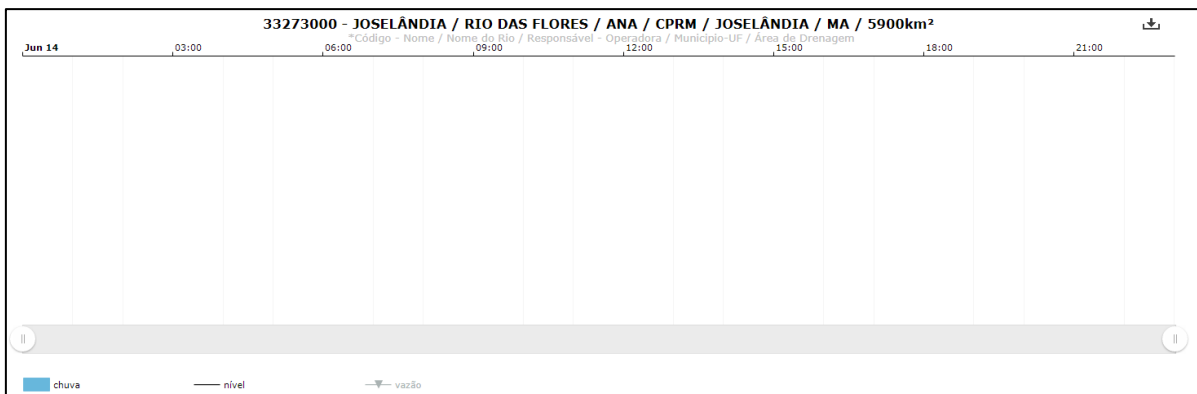 33273000 - JOSELÂNDIA / RIO DAS FLORES / ANA / CPRM / JOSELÂNDIA / MA / 5900km²
*Código - Nome / Nome do Rio / Responsável - Operadora / Município-UF / Área de Drenagem
Jun 14 03:00 06:00 09:00 12:00 15:00 18:00 21:00
chuva nível vazão